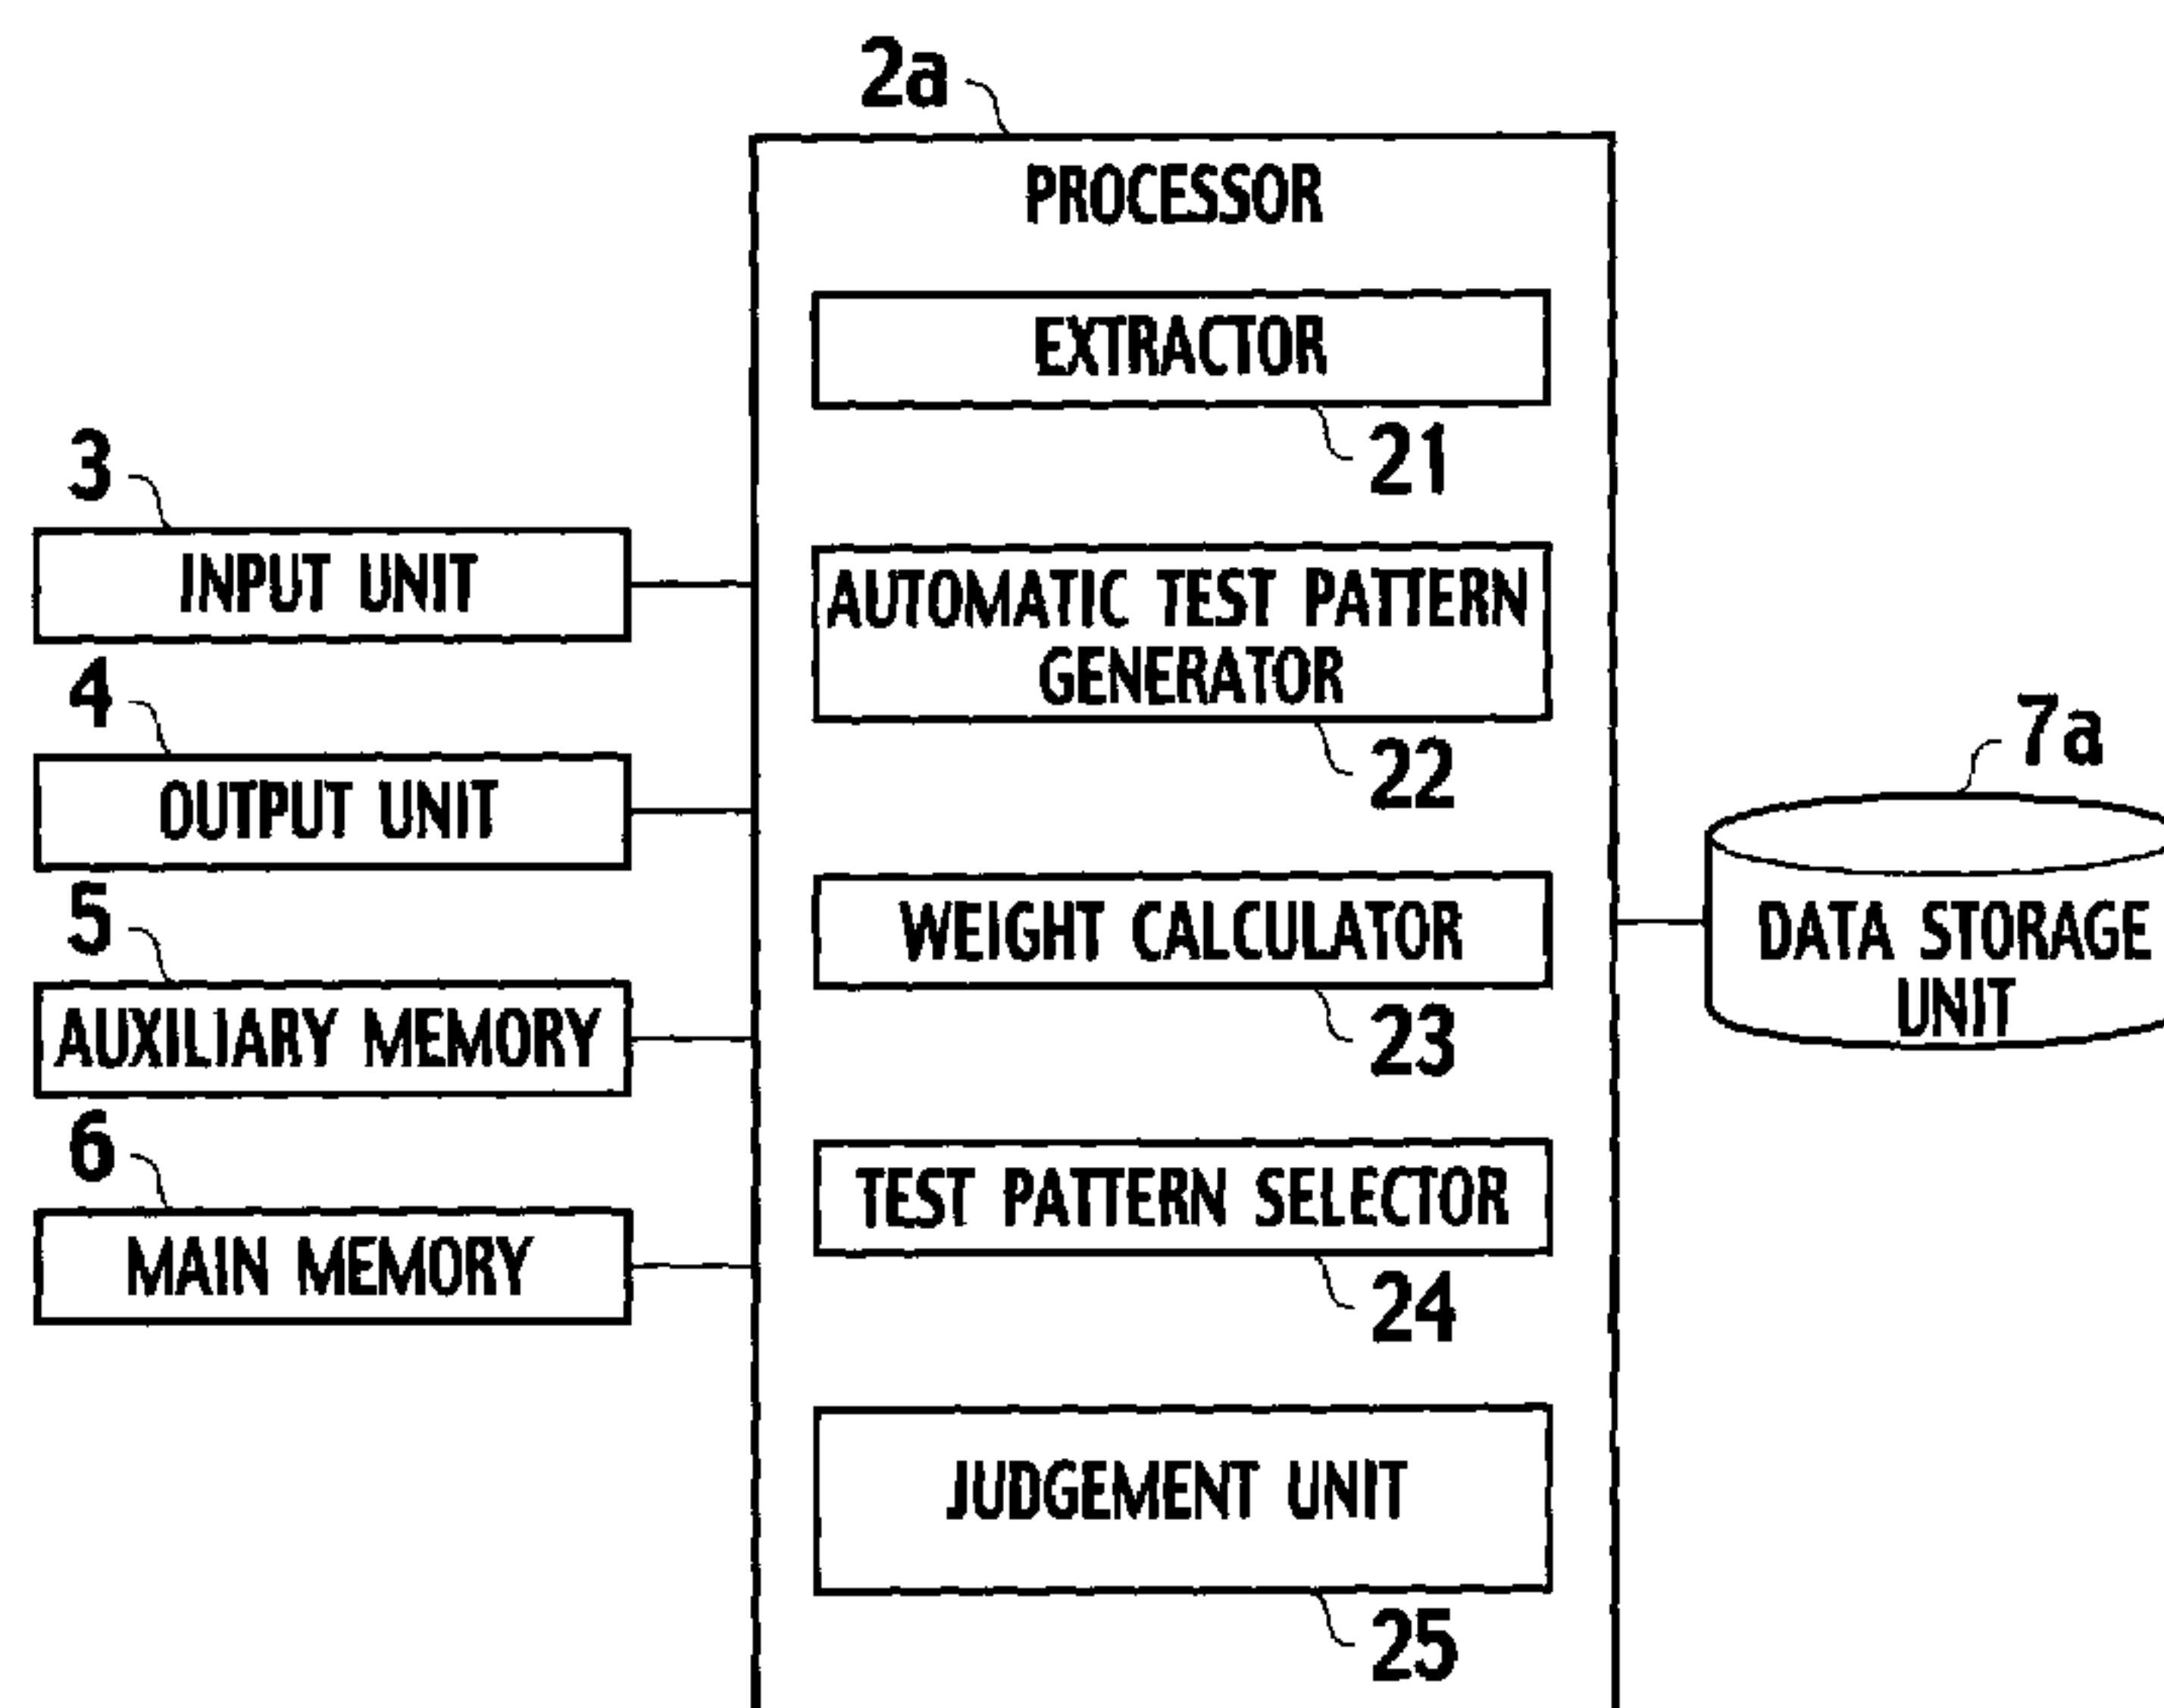 2a
PROCESSOR
EXTRACTOR
21
3
INPUT UNIT
AUTOMATIC TEST PATTERN
GENERATOR
22
4
OUTPUT UNIT
7a
DATA STORAGE
UNIT
5
AUXILIARY MEMORY
WEIGHT CALCULATOR
23
6
MAIN MEMORY
TEST PATTERN SELECTOR
24
JUDGEMENT UNIT
25